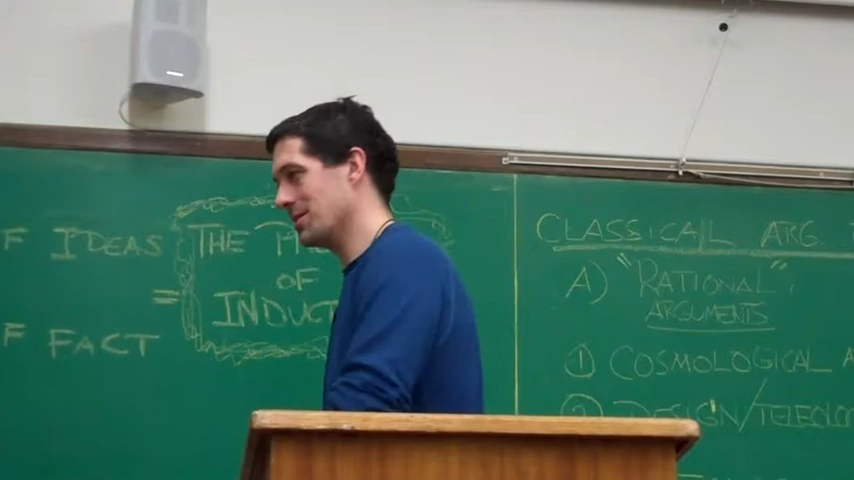 F IDEAS
F FACT
=
THE
OF
INDUCT
CLASSICAL ARG
A) "RATIONAL"
ARGUMENTS
① COSMOLOGICAL A
② DESIGN/TELEOLO